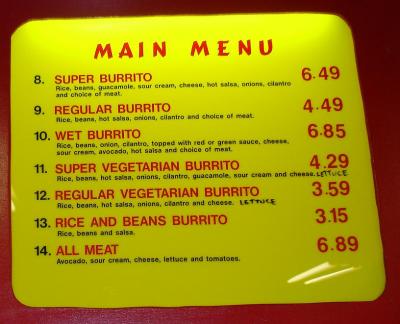 MAIN MENU
8. SUPER BURRITO 6.49
Rice, beans, guacamole, sour cream, cheese, hot salsa, onions, cilantro
and choice of meat.
9. REGULAR BURRITO 4.49
Rice, beans, hot salsa, onions, cilantro and choice of meat.
10. WET BURRITO 6.85
Rice, beans, onion, cilantro, topped with red or green sauce, cheese,
sour cream, avocado, hot salsa and choice of meat.
11. SUPER VEGETARIAN BURRITO 4.29
Rice, beans, hot salsa, onions, cilantro, guacamole, sour cream and cheese. LETTUCE
12. REGULAR VEGETARIAN BURRITO 3.59
Rice, beans, hot salsa, onions, cilantro and cheese. LETTUCE
13. RICE AND BEANS BURRITO 3.15
Rice, beans and salsa.
14. ALL MEAT 6.89
Avocado, sour cream, cheese, lettuce and tomatoes.